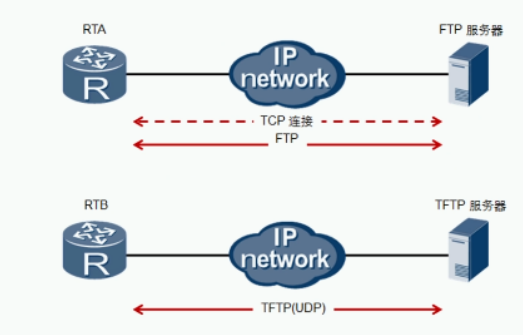 RTA
FTP 服务器
IP
network
R
TCP 连接
FTP
RTB
TFTP 服务器
IP
network
R
TFTP(UDP)